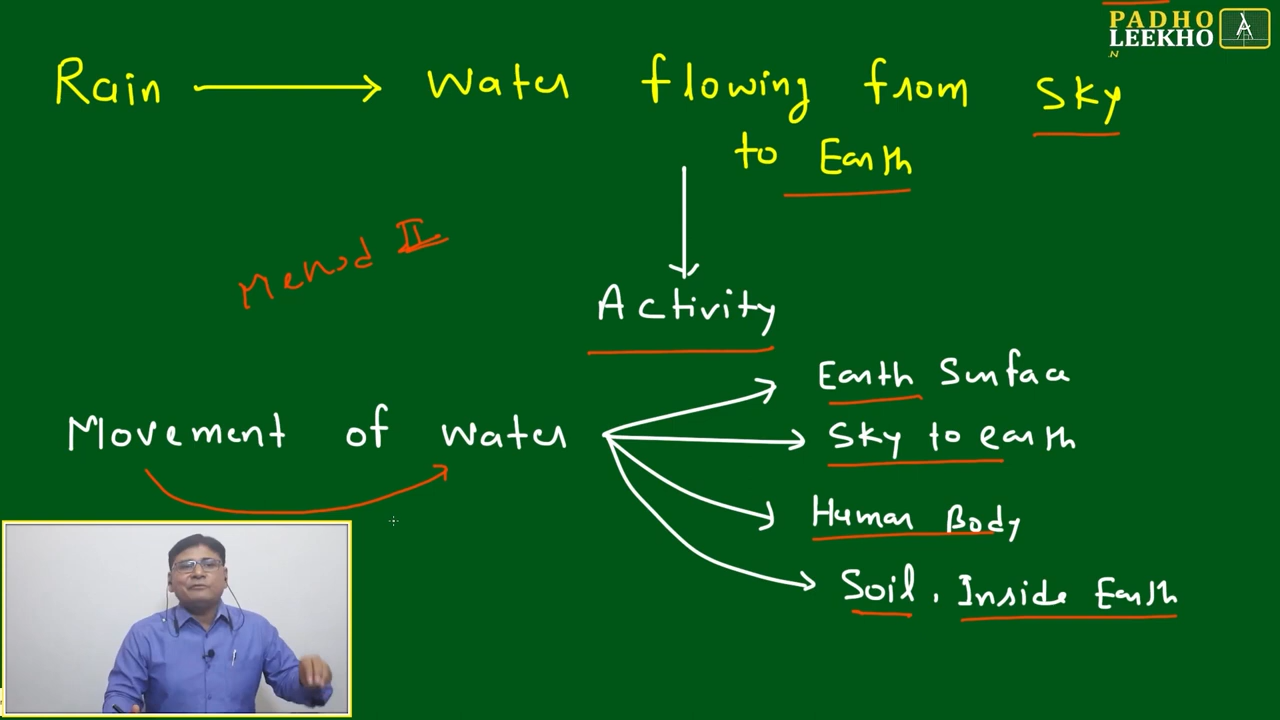 PADHO
LEEKHO
Rain → Water flowing from Sky
to Earth
Method II
Activity
Earth Surface
Movement of water
Sky to earth
Human Body
Soil, Inside Earth